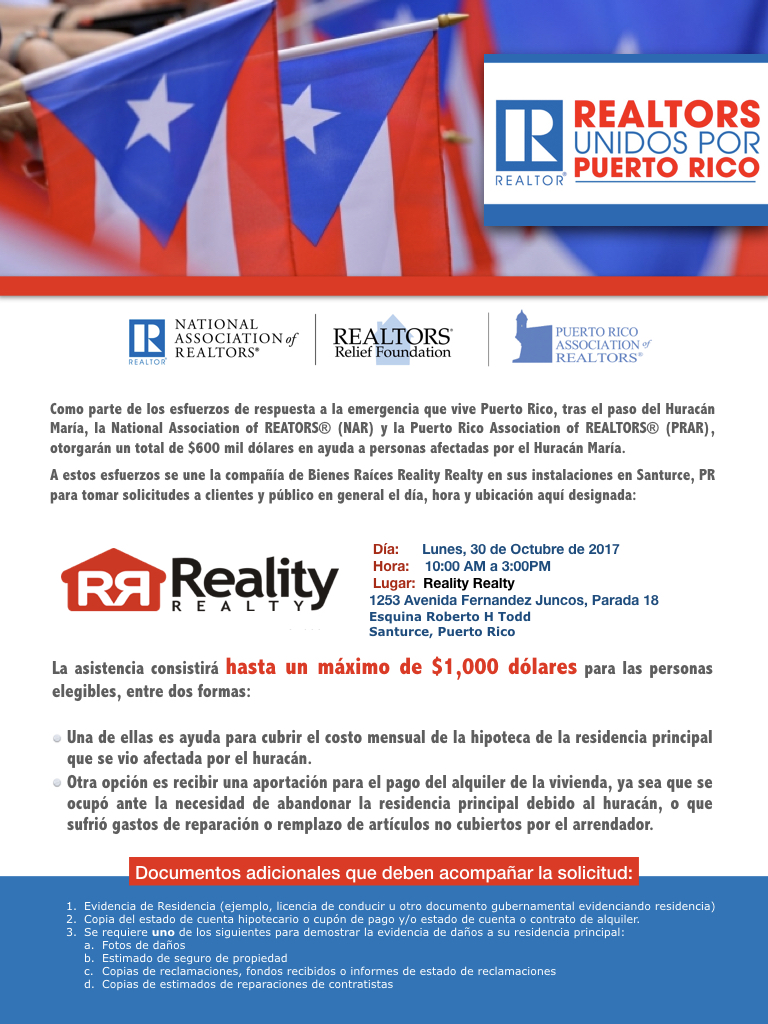 REALTORS
UNIDOS POR
PUERTO RICO
REALTOR®
NATIONAL
ASSOCIATION of
REALTORS®
REALTOR®
REALTORS®
Relief Foundation
PUERTO RICO
ASSOCIATION of
REALTORS®
Como parte de los esfuerzos de respuesta a la emergencia que vive Puerto Rico, tras el paso del Huracán
María, la National Association of REATORS® (NAR) y la Puerto Rico Association of REALTORS® (PRAR),
otorgarán un total de $600 mil dólares en ayuda a personas afectadas por el Huracán María.
A estos esfuerzos se une la compañía de Bienes Raíces Reality Realty en sus instalaciones en Santurce, PR
para tomar solicitudes a clientes y público en general el día, hora y ubicación aquí designada:
RR Reality
REALTY
Día: Lunes, 30 de Octubre de 2017
Hora: 10:00 AM a 3:00PM
Lugar: Reality Realty
1253 Avenida Fernandez Juncos, Parada 18
Esquina Roberto H Todd
Santurce, Puerto Rico
La asistencia consistirá hasta un máximo de $1,000 dólares para las personas
elegibles, entre dos formas:
Una de ellas es ayuda para cubrir el costo mensual de la hipoteca de la residencia principal
que se vio afectada por el huracán.
Otra opción es recibir una aportación para el pago del alquiler de la vivienda, ya sea que se
ocupó ante la necesidad de abandonar la residencia principal debido al huracán, o que
sufrió gastos de reparación o remplazo de artículos no cubiertos por el arrendador.
Documentos adicionales que deben acompañar la solicitud:
1. Evidencia de Residencia (ejemplo, licencia de conducir u otro documento gubernamental evidenciando residencia)
2. Copia del estado de cuenta hipotecario o cupón de pago y/o estado de cuenta o contrato de alquiler.
3. Se requiere uno de los siguientes para demostrar la evidencia de daños a su residencia principal:
a. Fotos de daños
b. Estimado de seguro de propiedad
c. Copias de reclamaciones, fondos recibidos o informes de estado de reclamaciones
d. Copias de estimados de reparaciones de contratistas